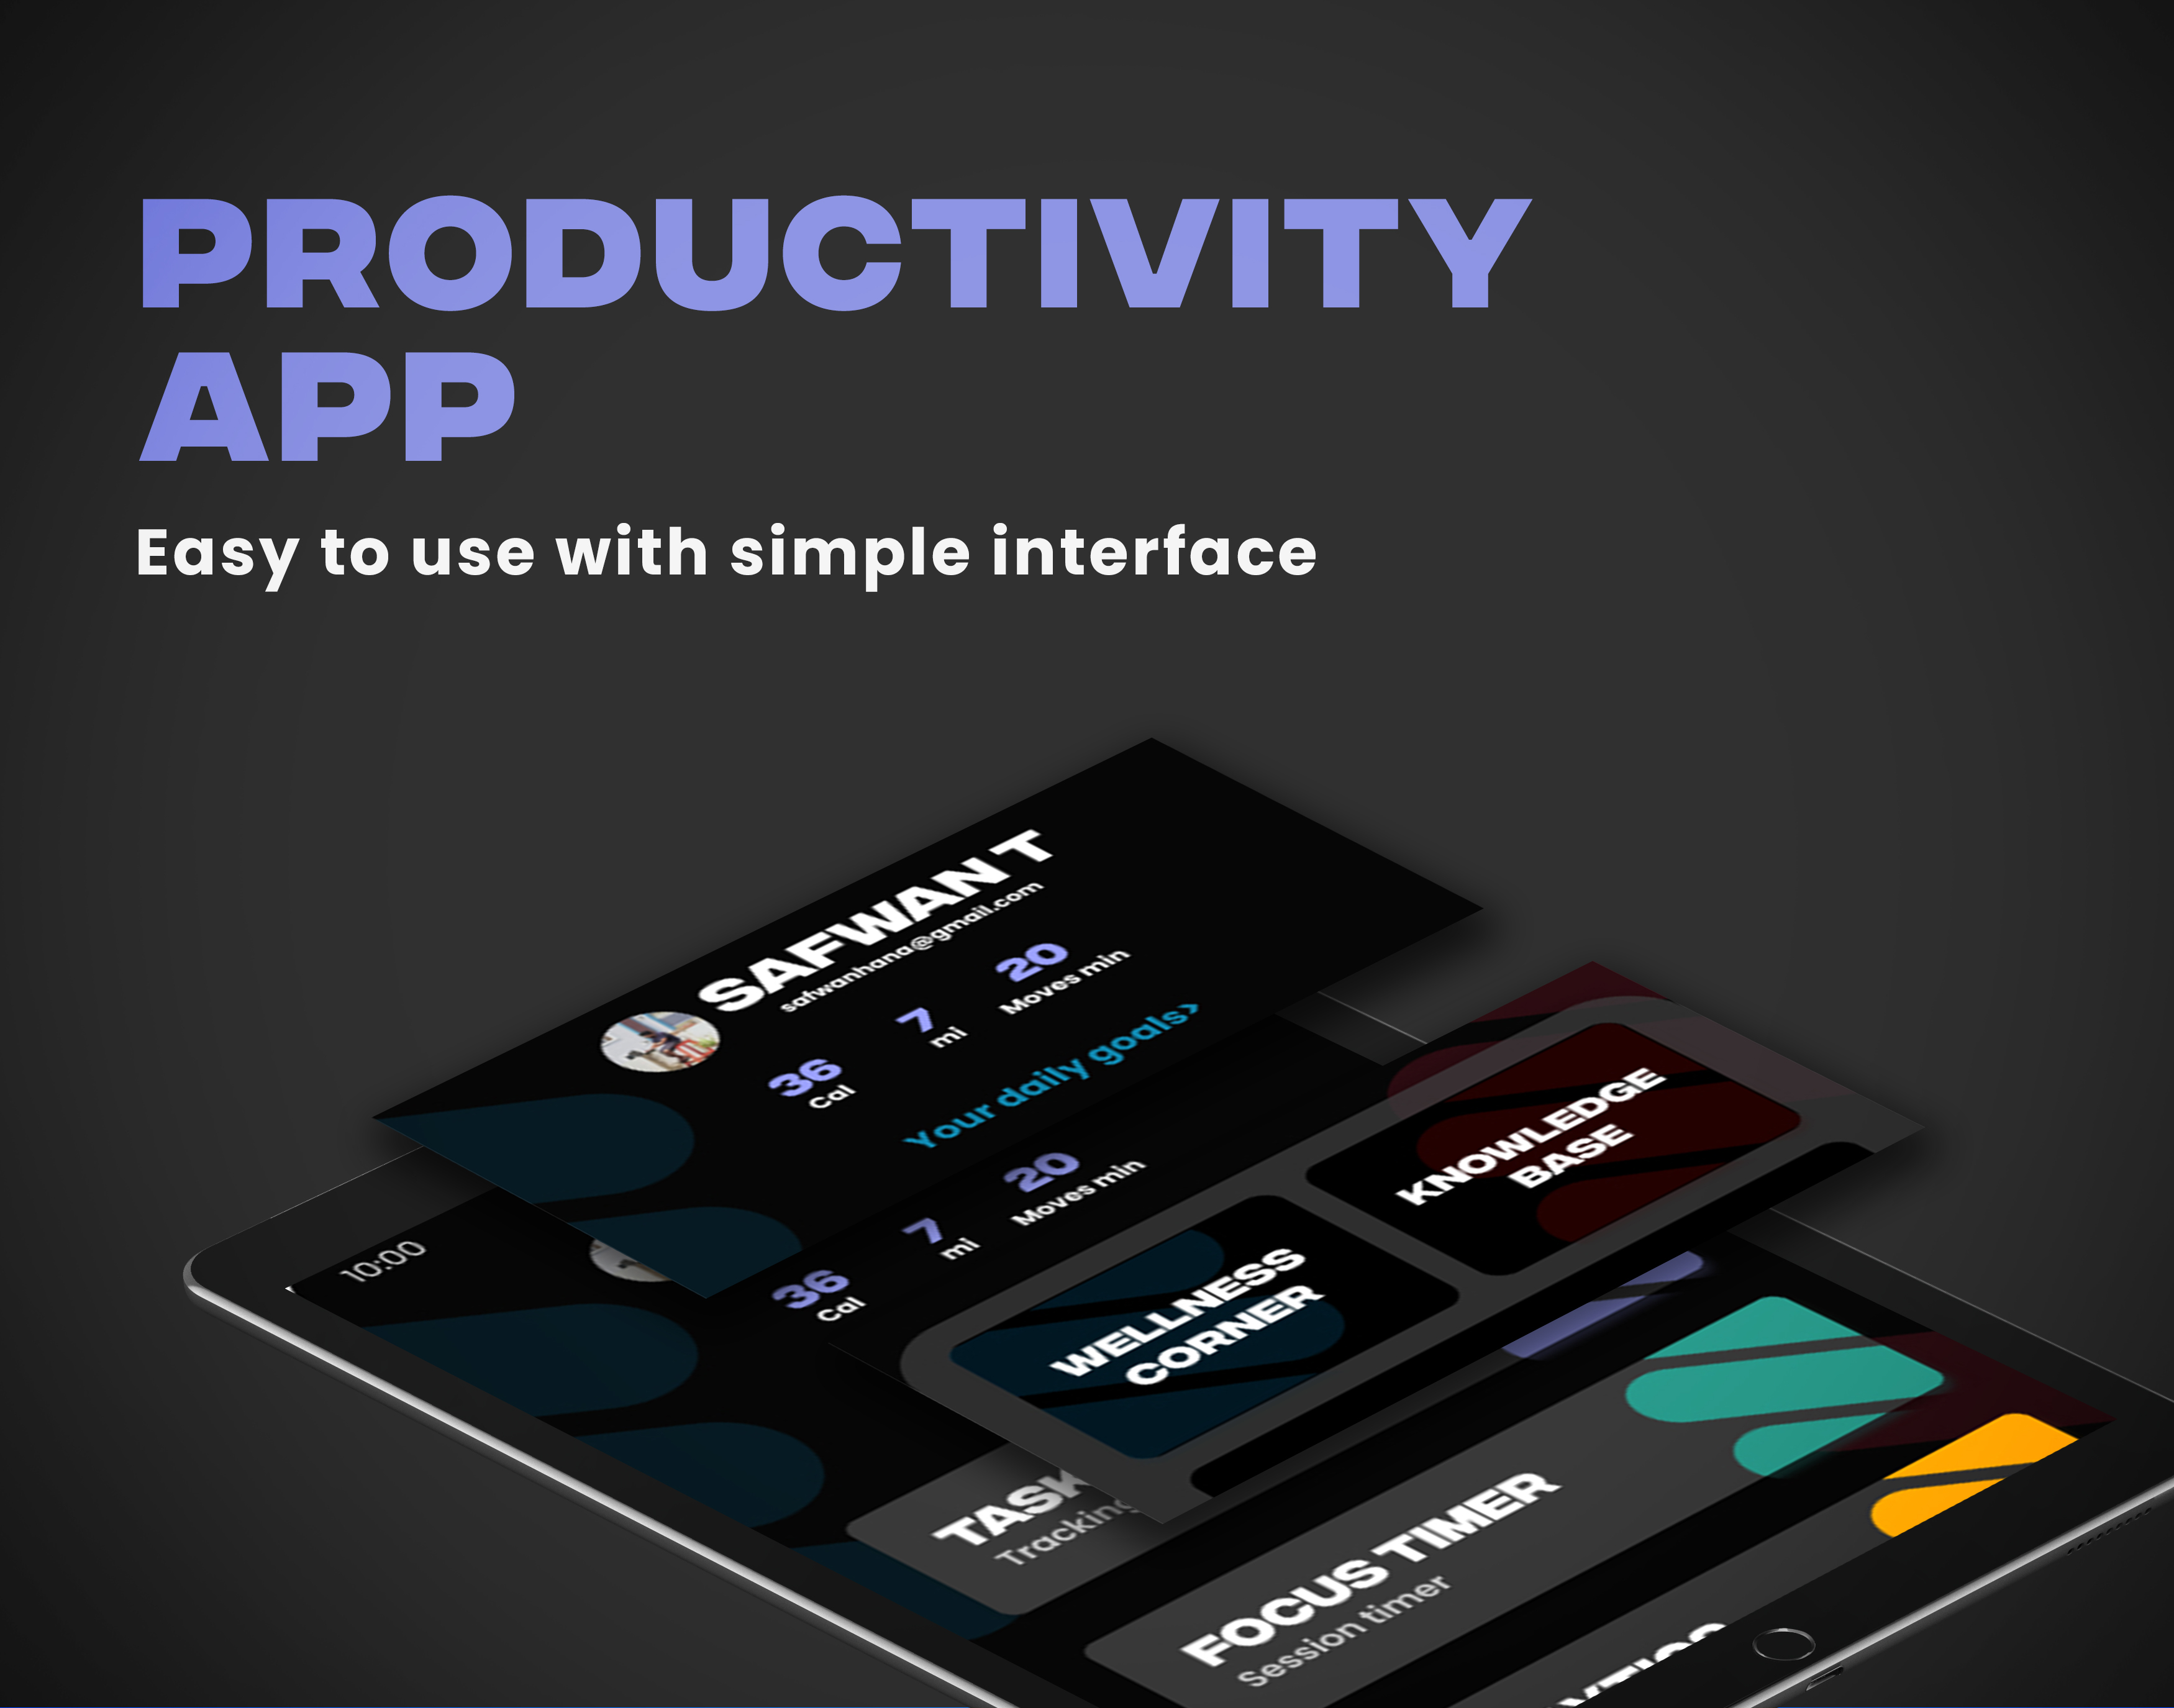 PRODUCTIVITY
APP
Easy to use with simple interface
SAFWAN T
safwanhana@gmail.com
36
Cal
7
mi
20
Moves min
Your daily goals›
10:00
36
Cal
7
mi
20
Moves min
KNOWLEDGE
BASE
WELLNESS
CORNER
TASK
Tracking
FOCUS TIMER
Session timer